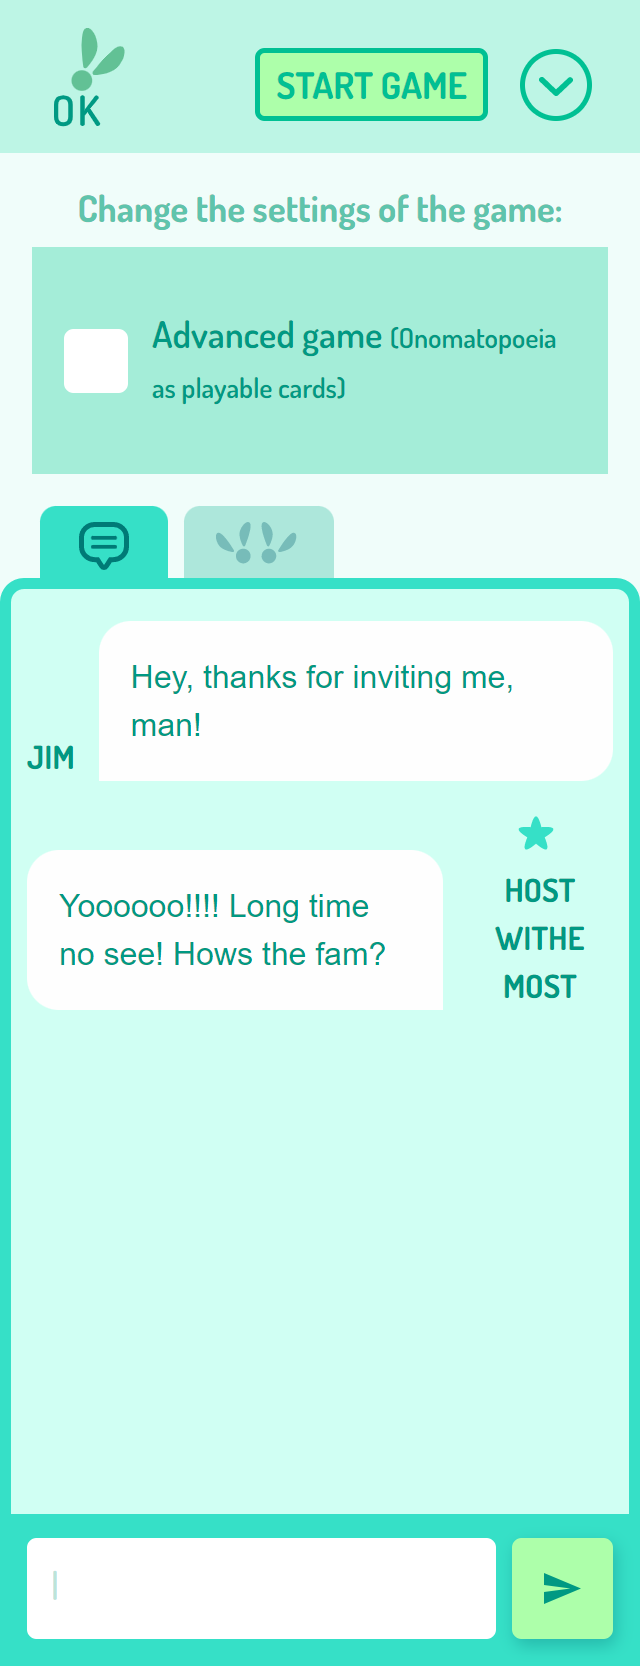 OK
START GAME
Change the settings of the game:
Advanced game (Onomatopoeia
as playable cards)
Hey, thanks for inviting me,
man!
JIM
Yoooooo!!!! Long time
no see! Hows the fam?
HOST
WITHE
MOST